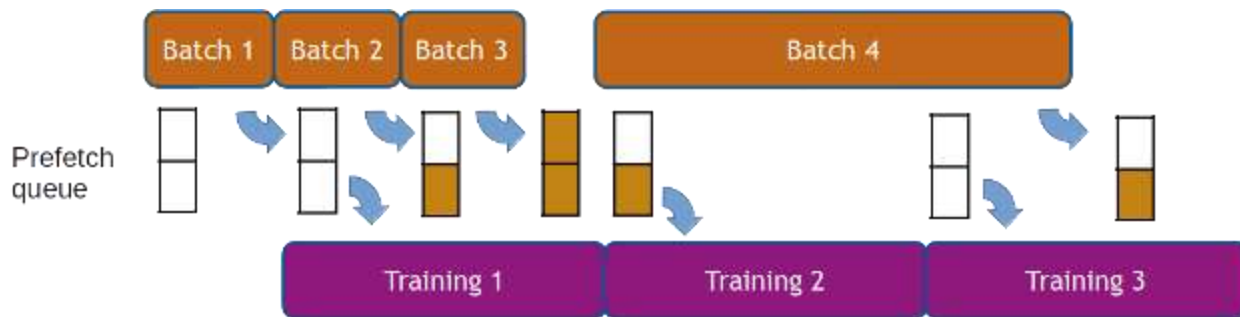 Batch 1
Batch 2
Batch 3
Batch 4
Prefetch
queue
Training 1
Training 2
Training 3